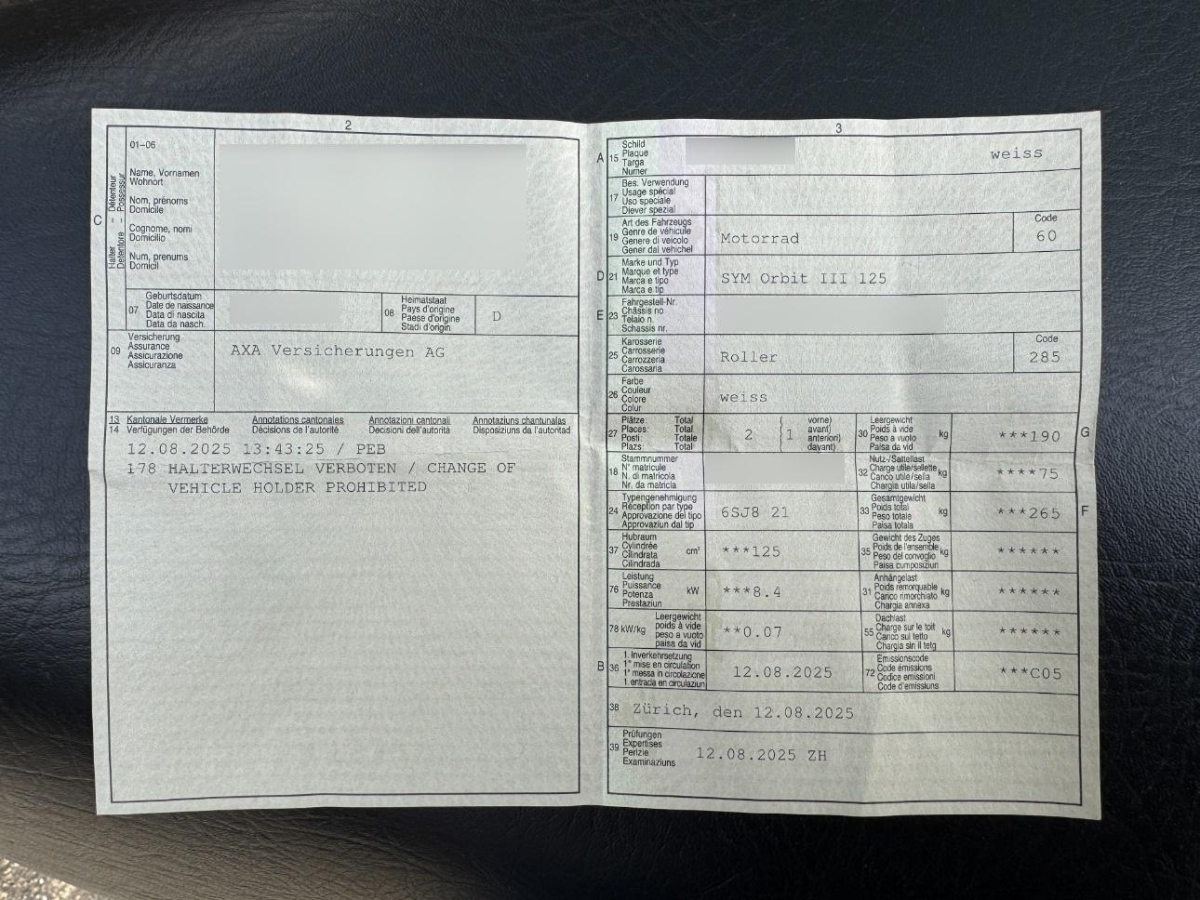 2
01-06
Name, Vornamen
Wohnort
Nom, prénoms
Domicile
Cognome, nomi
Domicilio
Num, prenums
Domicil
C
Halter – Détenteur
Detentore – Possessur
07
Geburtsdatum
Date de naissance
Data di nascita
Data da nasch.
08
Heimatstaat
Pays d'origine
Paese d'origine
Stadi d'origin
D
09
Versicherung
Assurance
Assicurazione
Assicuranza
AXA Versicherungen AG
13 Kantonale Vermerke Annotations cantonales Annotazioni cantonali Annotaziuns chantunalas
14 Verfügungen der Behörde Décisions de l'autorité Decisioni dell'autorità Disposiziuns da l'autoritad
12.08.2025 13:43:25 / PEB
178 HALTERWECHSEL VERBOTEN / CHANGE OF
VEHICLE HOLDER PROHIBITED
3
A 15
Schild
Plaque
Targa
Numer
weiss
17
Bes. Verwendung
Usage spécial
Uso speciale
Diever spezial
19
Art des Fahrzeugs
Genre de véhicule
Genere di veicolo
Gener dal vehichel
Motorrad
Code
60
D 21
Marke und Typ
Marque et type
Marca e tipo
Marca e tip
SYM Orbit III 125
E 23
Fahrgestell-Nr.
Châssis no
Telaio n.
Schassis nr.
25
Karosserie
Carrosserie
Carrozzeria
Carossaria
Roller
Code
285
26
Farbe
Couleur
Colore
Colur
weiss
27
Plätze: Total
Places: Total
Posti: Totale
Plazs: Total
2
{ 1
vorne)
avant)
anteriori)
davant)
30
Leergewicht
Poids à vide
Peso a vuoto
Paisa da vid
kg
***190
G
18
Stammnummer
N° matricule
N. di matricola
Nr. da matricla
32
Nutz-/Sattellast
Charge utile/sellette
Carico utile/sella
Chargia utila/sella
kg
****75
24
Typengenehmigung
Réception par type
Approvazione del tipo
Approvaziun dal tip
6SJ8 21
33
Gesamtgewicht
Poids total
Peso totale
Paisa totala
kg
***265
F
37
Hubraum
Cylindrée
Cilindrata
Cilindrada
cm³
***125
35
Gewicht des Zuges
Poids de l'ensemble
Peso del convoglio
Paisa cumposiziun
kg
******
76
Leistung
Puissance
Potenza
Prestaziun
kW
***8.4
31
Anhängelast
Poids remorquable
Carico rimorchiato
Chargia annexa
kg
******
78 kW/kg
Leergewicht
poids à vide
peso a vuoto
paisa da vid
**0.07
55
Dachlast
Charge sur le toit
Carico sul tetto
Chargia sin il tetg
kg
******
B 36
1. Inverkehrsetzung
1re mise en circulation
1a messa in circolazione
1. entrada en circulaziun
12.08.2025
72
Emissionscode
Code émissions
Codice emissioni
Code d'emissiuns
***C05
38 Zürich, den 12.08.2025
39
Prüfungen
Expertises
Perizie
Examinaziuns
12.08.2025 ZH